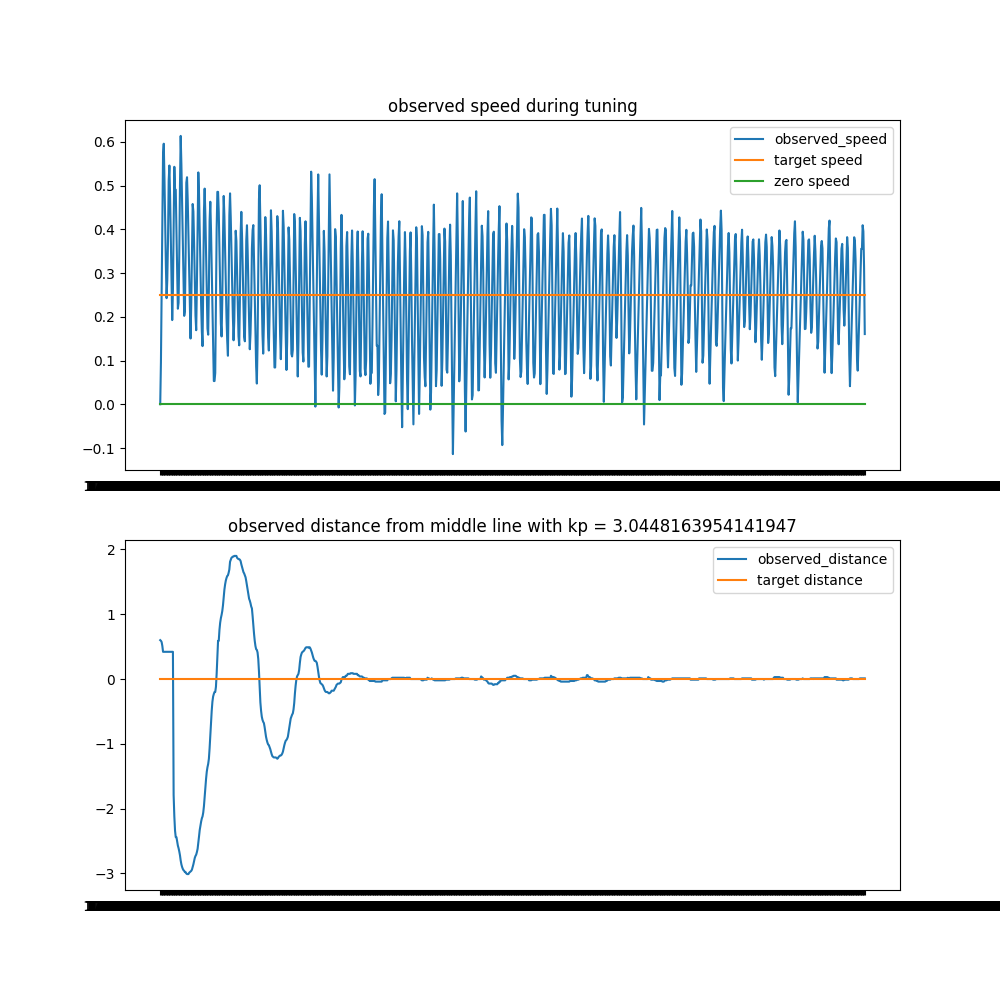 observed speed during tuning
observed_speed
target speed
zero speed
0.6
0.5
0.4
0.3
0.2
0.1
0.0
−0.1
observed distance from middle line with kp = 3.0448163954141947
observed_distance
target distance
2
1
0
−1
−2
−3